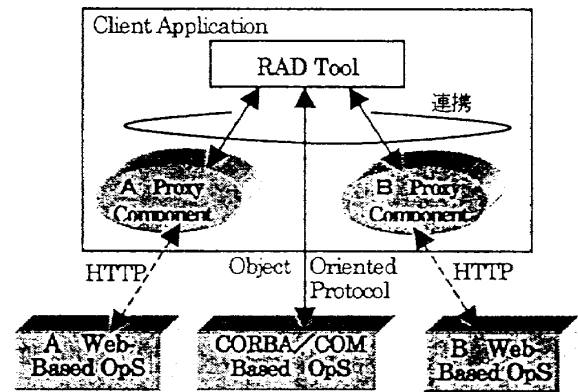 Client Application
RAD Tool
連携
A Proxy
Component
B Proxy
Component
HTTP
Object Oriented
Protocol
HTTP
A Web-
Based OpS
CORBA/COM
Based OpS
B Web-
Based OpS